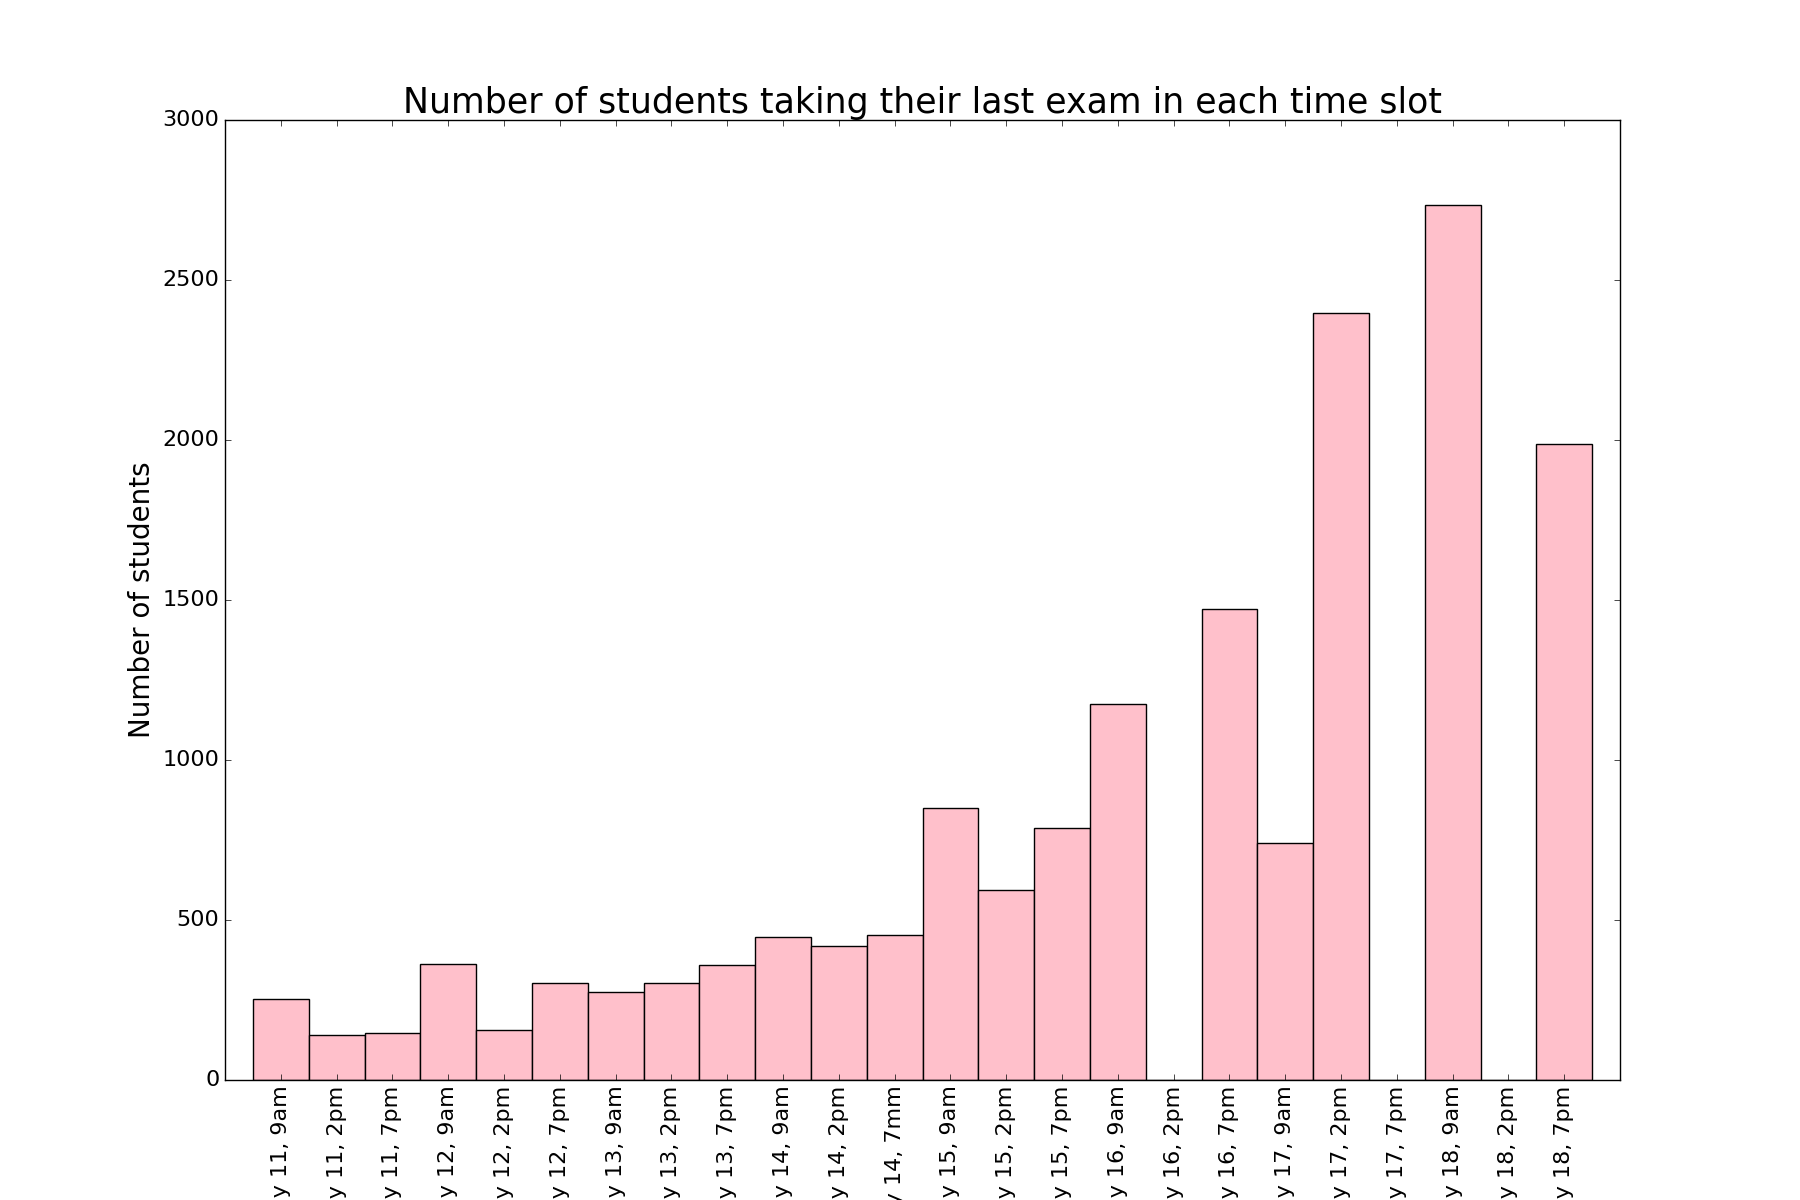 Number of students taking their last exam in each time slot
3000
2500
2000
1500
1000
500
0
Number of students
y 11, 9am
y 11, 2pm
y 11, 7pm
y 12, 9am
y 12, 2pm
y 12, 7pm
y 13, 9am
y 13, 2pm
y 13, 7pm
y 14, 9am
y 14, 2pm
y 14, 7mm
y 15, 9am
y 15, 2pm
y 15, 7pm
y 16, 9am
y 16, 2pm
y 16, 7pm
y 17, 9am
y 17, 2pm
y 17, 7pm
y 18, 9am
y 18, 2pm
y 18, 7pm